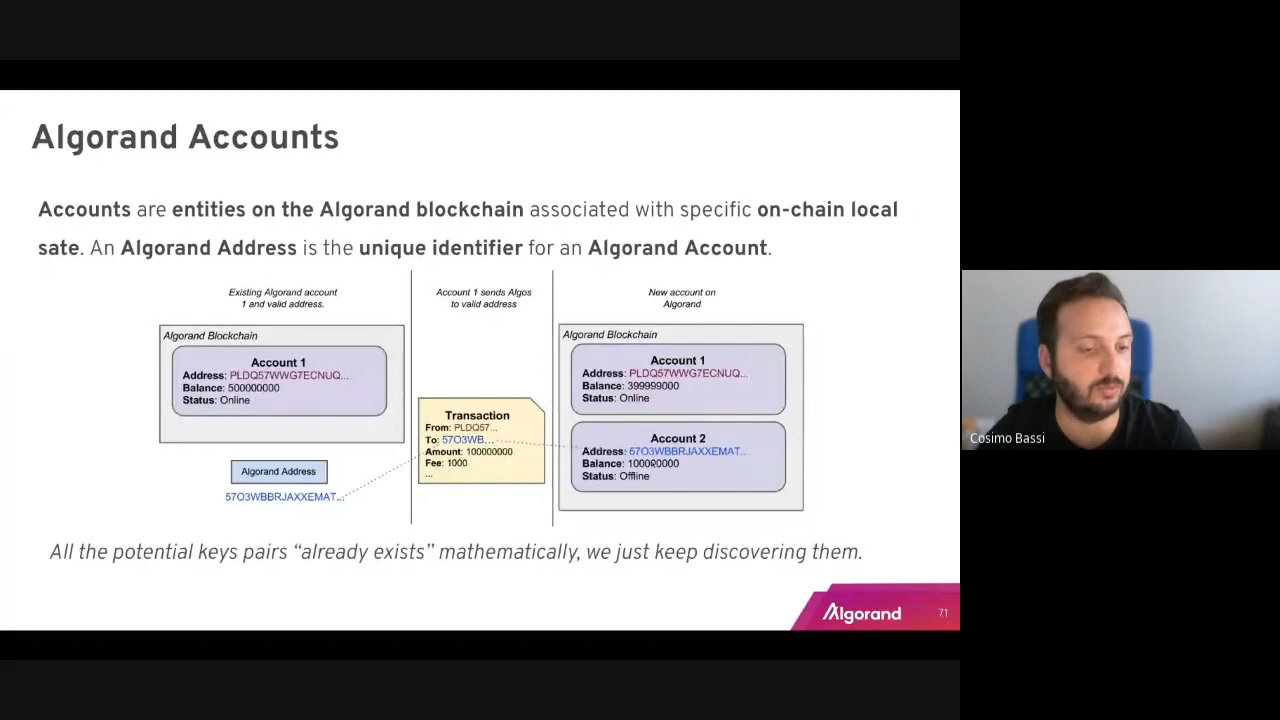 Algorand Accounts
Accounts are entities on the Algorand blockchain associated with specific on-chain local
sate. An Algorand Address is the unique identifier for an Algorand Account.
Existing Algorand account
1 and valid address.
Algorand Blockchain
Account 1
Address: PLDQ57WWG7ECNUQ...
Balance: 500000000
Status: Online
Algorand Address
57O3WBBRJAXXEMAT...
Account 1 sends Algos
to valid address
Transaction
From: PLDQ57...
To: 57O3WB...
Amount: 100000000
Fee: 1000
...
New account on
Algorand
Algorand Blockchain
Account 1
Address: PLDQ57WWG7ECNUQ...
Balance: 399999000
Status: Online
Account 2
Address: 57O3WBBRJAXXEMAT...
Balance: 100000000
Status: Offline
All the potential keys pairs “already exists” mathematically, we just keep discovering them.
Algorand
71
Cosimo Bassi